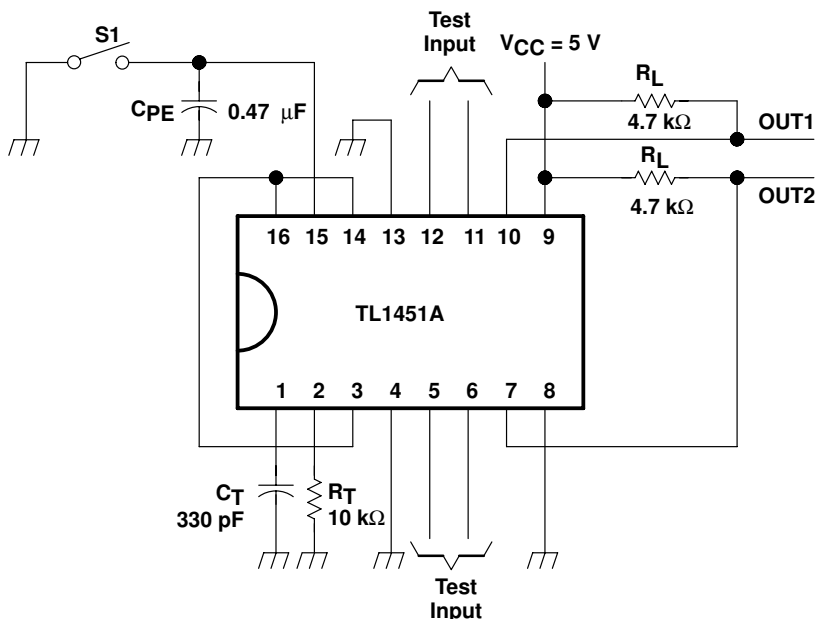 S1
Test
Input
VCC = 5 V
RL
CPE
0.47 μF
4.7 kΩ
OUT1
RL
4.7 kΩ
OUT2
16 15 14 13 12 11 10 9
TL1451A
1 2 3 4 5 6 7 8
CT
330 pF
RT
10 kΩ
Test
Input